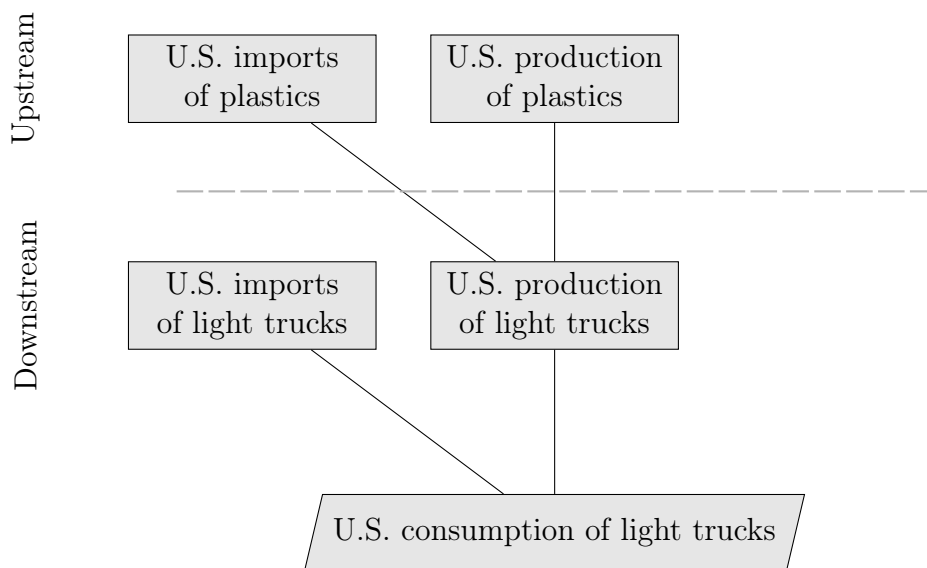 Upstream
U.S. imports
of plastics
U.S. production
of plastics
Downstream
U.S. imports
of light trucks
U.S. production
of light trucks
U.S. consumption of light trucks